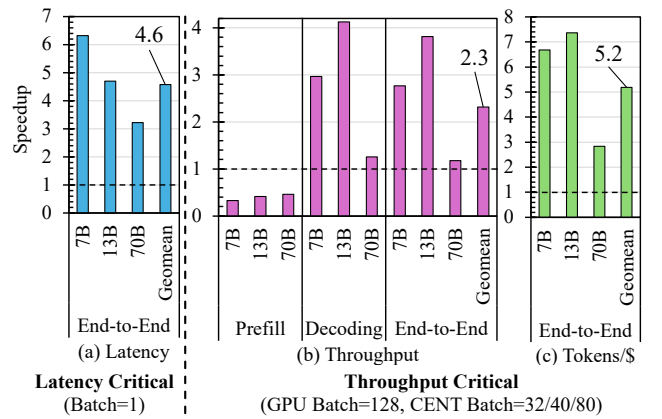 Speedup
7
6
5
4
3
2
1
0
4.6
7B
13B
70B
Geomean
End-to-End
(a) Latency
Latency Critical
(Batch=1)
4
3
2
1
0
2.3
7B
13B
70B
7B
13B
70B
7B
13B
70B
Geomean
Prefill
Decoding
End-to-End
(b) Throughput
8
7
6
5
4
3
2
1
0
5.2
7B
13B
70B
Geomean
End-to-End
(c) Tokens/$
Throughput Critical
(GPU Batch=128, CENT Batch=32/40/80)